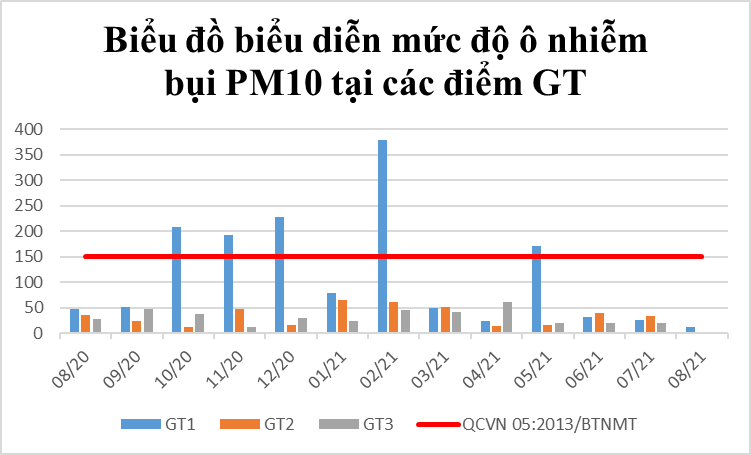 Biểu đồ biểu diễn mức độ ô nhiễm
bụi PM10 tại các điểm GT
400
350
300
250
200
150
100
50
0
08/20 09/20 10/20 11/20 12/20 01/21 02/21 03/21 04/21 05/21 06/21 07/21 08/21
GT1 GT2 GT3 QCVN 05:2013/BTNMT